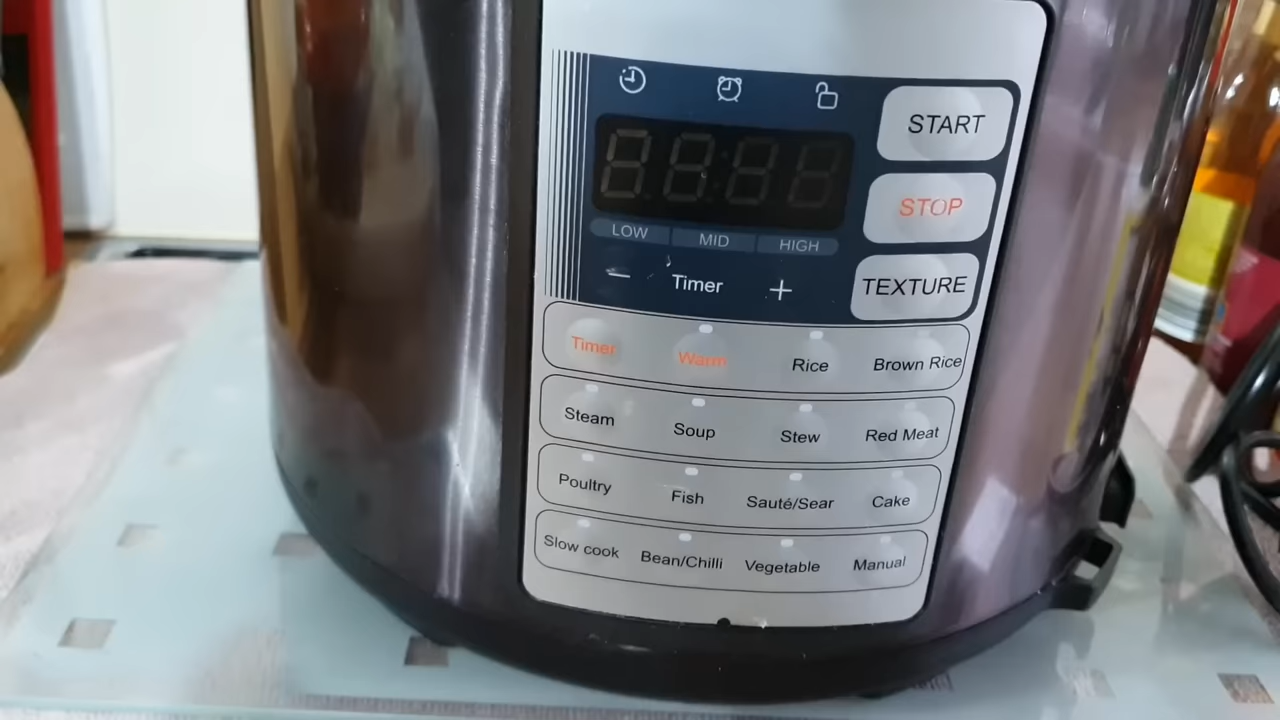 START
STOP
LOW MID HIGH
− Timer +
TEXTURE
Timer Warm Rice Brown Rice
Steam Soup Stew Red Meat
Poultry Fish Sauté/Sear Cake
Slow cook Bean/Chilli Vegetable Manual